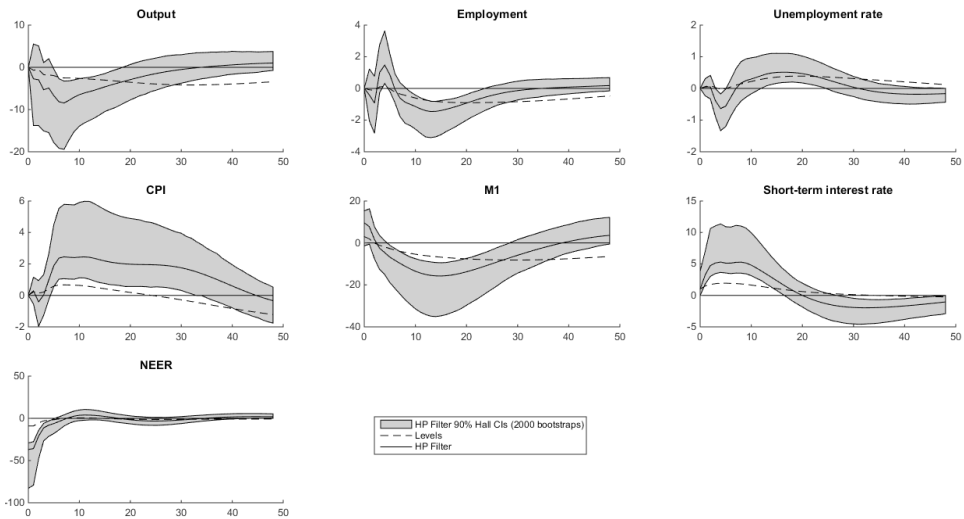 Output
10
0
-10
-20
0 10 20 30 40 50
Employment
4
2
0
-2
-4
0 10 20 30 40 50
Unemployment rate
2
1
0
-1
-2
0 10 20 30 40 50
CPI
6
4
2
0
-2
0 10 20 30 40 50
M1
20
0
-20
-40
0 10 20 30 40 50
Short-term interest rate
15
10
5
0
-5
0 10 20 30 40 50
NEER
50
0
-50
-100
0 10 20 30 40 50
HP Filter 90% Hall CIs (2000 bootstraps)
Levels
HP Filter